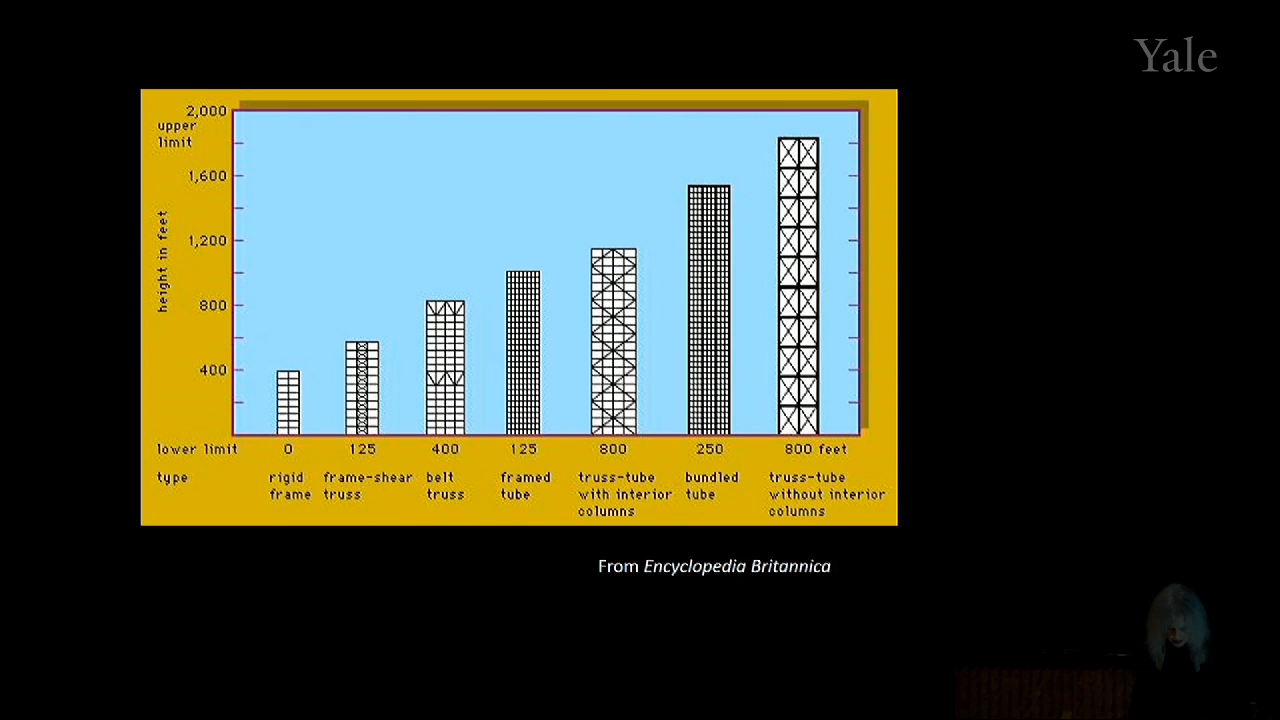 Yale
2,000
upper
limit
1,600
1,200
height in feet
800
400
lower limit 0 125 400 125 800 250 800 feet
type rigid frame-shear belt framed truss-tube bundled truss-tube
frame truss truss tube with interior tube without interior
columns columns
From Encyclopedia Britannica